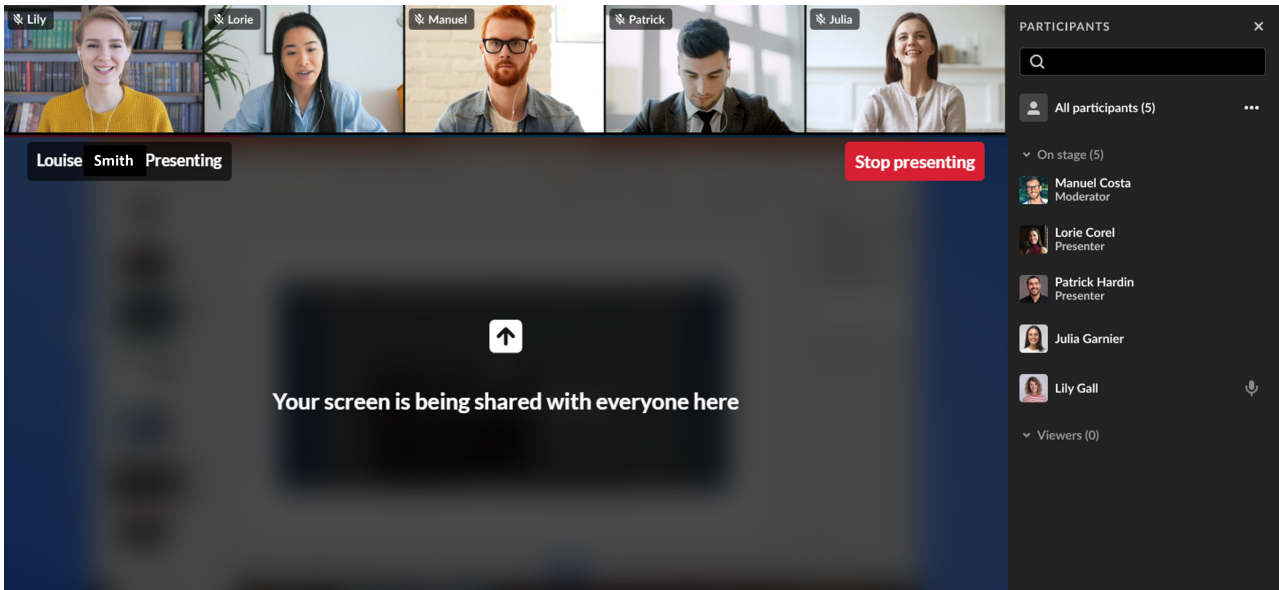 Lily
Lorie
Manuel
Patrick
Julia
Louise Smith Presenting
Stop presenting
Your screen is being shared with everyone here
PARTICIPANTS
All participants (5)
On stage (5)
Manuel Costa
Moderator
Lorie Corel
Presenter
Patrick Hardin
Presenter
Julia Garnier
Lily Gall
Viewers (0)